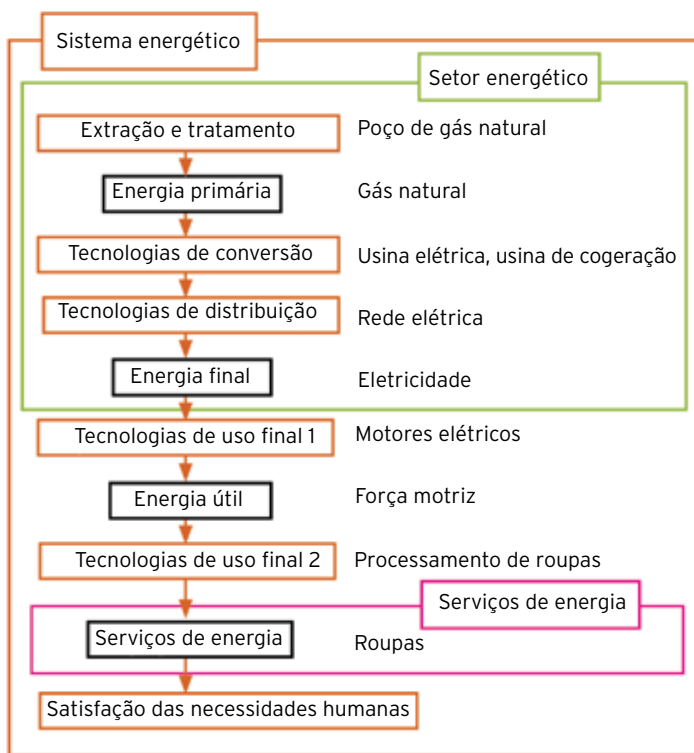 Sistema energético
Setor energético
Extração e tratamento
Poço de gás natural
Energia primária
Gás natural
Tecnologias de conversão
Usina elétrica, usina de cogeração
Tecnologias de distribuição
Rede elétrica
Energia final
Eletricidade
Tecnologias de uso final 1
Motores elétricos
Energia útil
Força motriz
Tecnologias de uso final 2
Processamento de roupas
Serviços de energia
Serviços de energia
Roupas
Satisfação das necessidades humanas